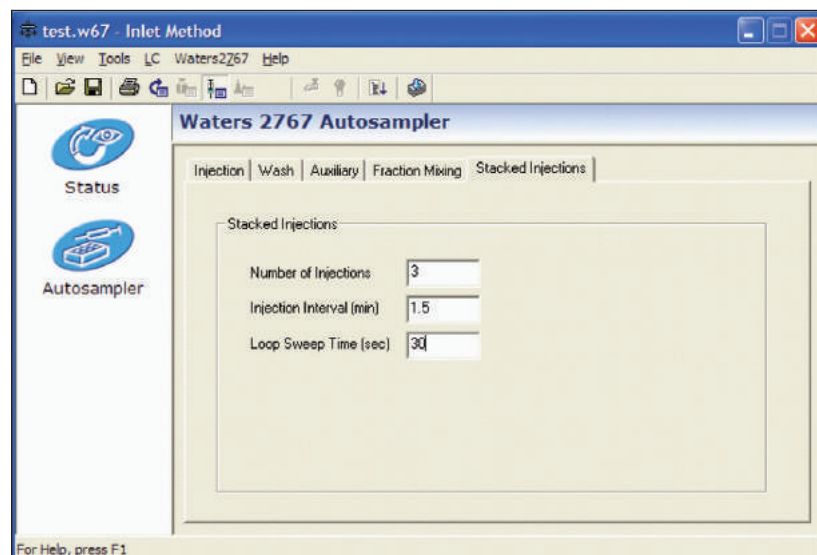 test.w67 - Inlet Method
File View Tools LC Waters2767 Help
Waters 2767 Autosampler
Status
Autosampler
Injection Wash Auxiliary Fraction Mixing Stacked Injections
Stacked Injections
Number of Injections 3
Injection Interval (min) 1.5
Loop Sweep Time (sec) 30
For Help, press F1